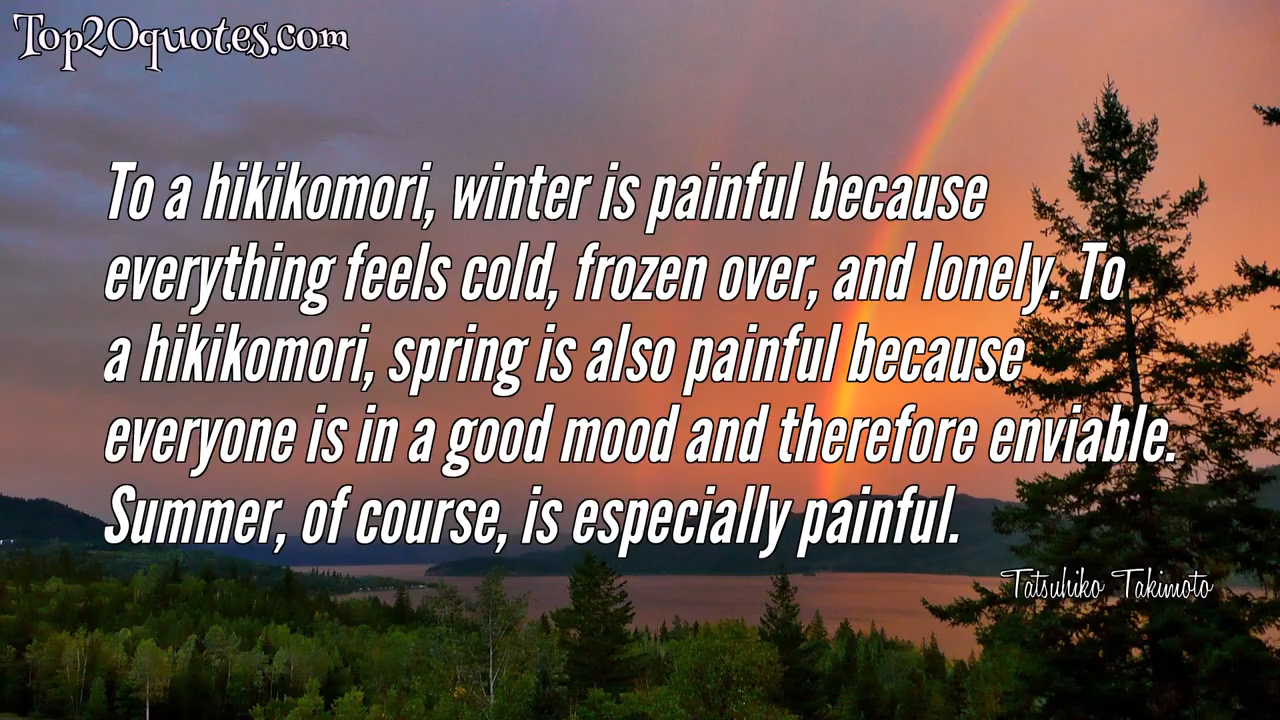 Top20quotes.com
To a hikikomori, winter is painful because
everything feels cold, frozen over, and lonely. To
a hikikomori, spring is also painful because
everyone is in a good mood and therefore enviable.
Summer, of course, is especially painful.
Tatsuhiko Takimoto